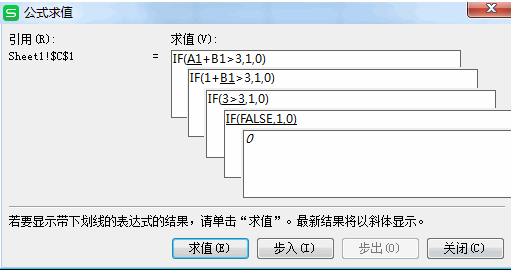 公式求值
引用(R):
求值(V):
Sheet1!$C$1
=
IF(A1+B1>3,1,0)
IF(1+B1>3,1,0)
IF(3>3,1,0)
IF(FALSE,1,0)
0
若要显示带下划线的表达式的结果，请单击“求值”。最新结果将以斜体显示。
求值(E)
步入(I)
步出(O)
关闭(C)